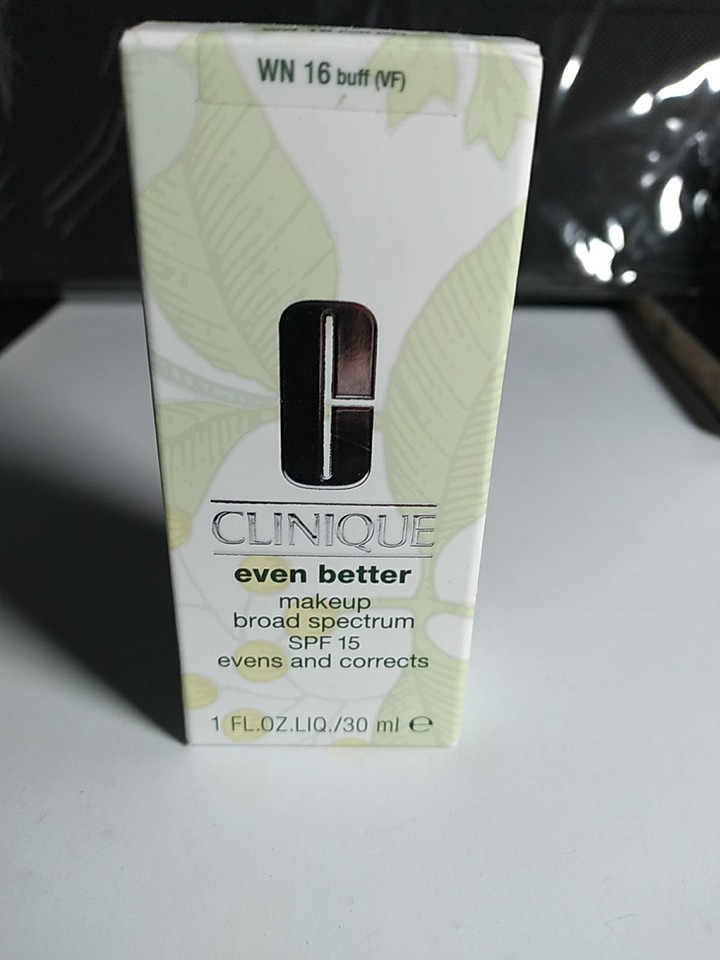 WN 16 buff (VF)
CLINIQUE
even better
makeup
broad spectrum
SPF 15
evens and corrects
1 FL.OZ.LIQ./30 ml ℮